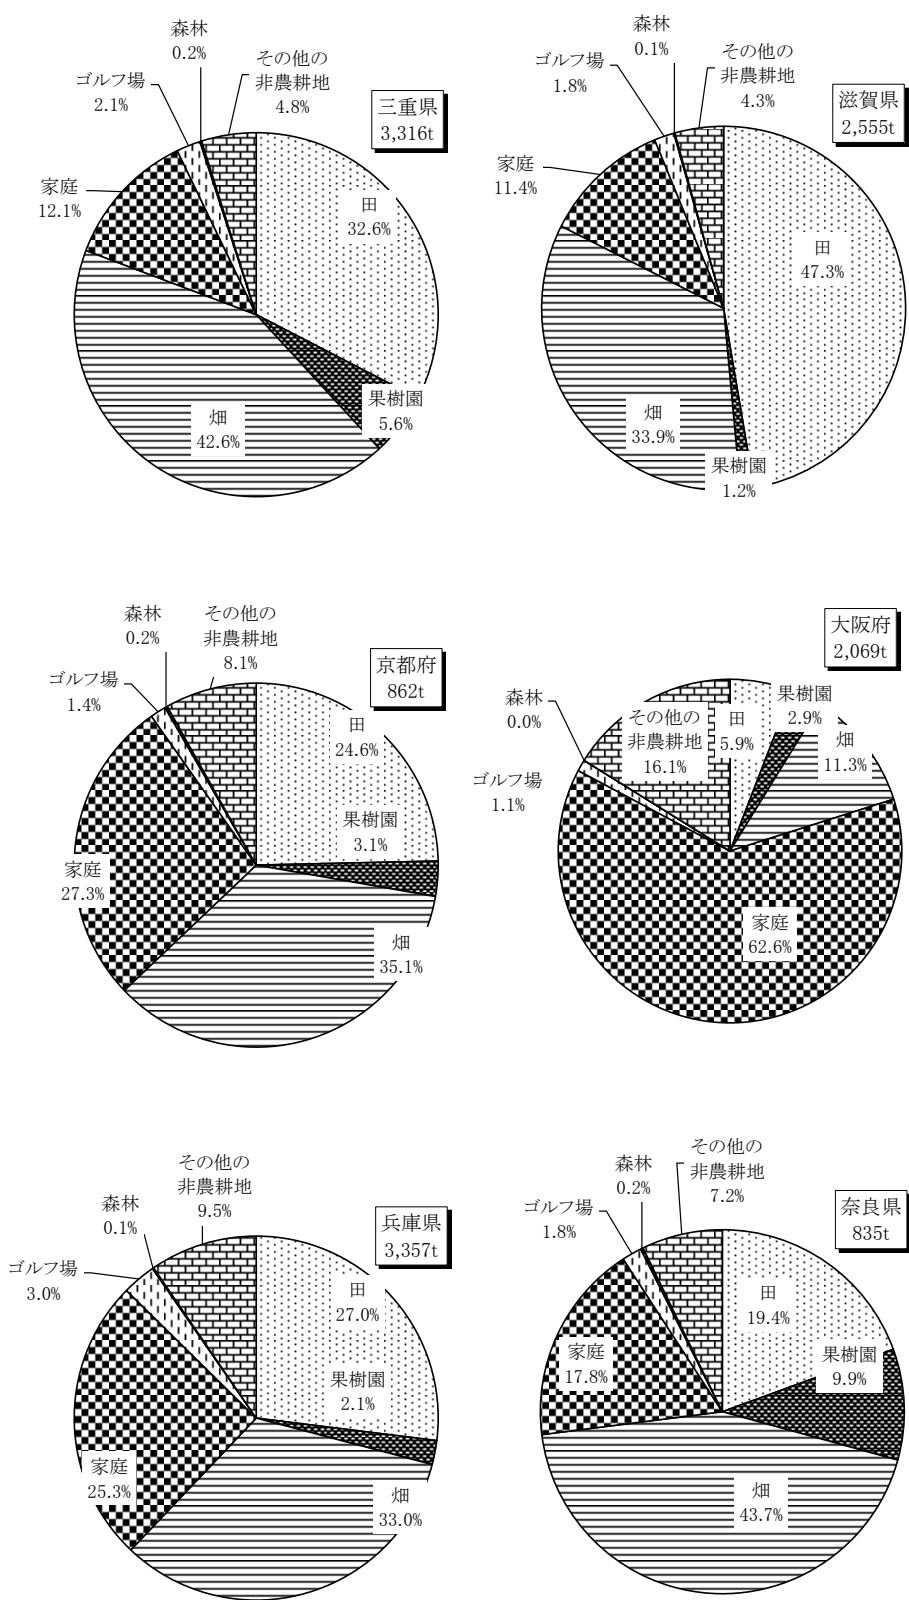 三重県
3,316t
森林
0.2%
その他の
非農耕地
4.8%
ゴルフ場
2.1%
家庭
12.1%
田
32.6%
果樹園
5.6%
畑
42.6%
滋賀県
2,555t
森林
0.1%
その他の
非農耕地
4.3%
ゴルフ場
1.8%
家庭
11.4%
田
47.3%
畑
33.9%
果樹園
1.2%
京都府
862t
森林
0.2%
その他の
非農耕地
8.1%
ゴルフ場
1.4%
田
24.6%
果樹園
3.1%
家庭
27.3%
畑
35.1%
大阪府
2,069t
森林
0.0%
その他の
非農耕地
16.1%
田
5.9%
果樹園
2.9%
畑
11.3%
ゴルフ場
1.1%
家庭
62.6%
兵庫県
3,357t
その他の
非農耕地
9.5%
森林
0.1%
ゴルフ場
3.0%
田
27.0%
果樹園
2.1%
家庭
25.3%
畑
33.0%
奈良県
835t
その他の
非農耕地
7.2%
森林
0.2%
ゴルフ場
1.8%
田
19.4%
家庭
17.8%
果樹園
9.9%
畑
43.7%